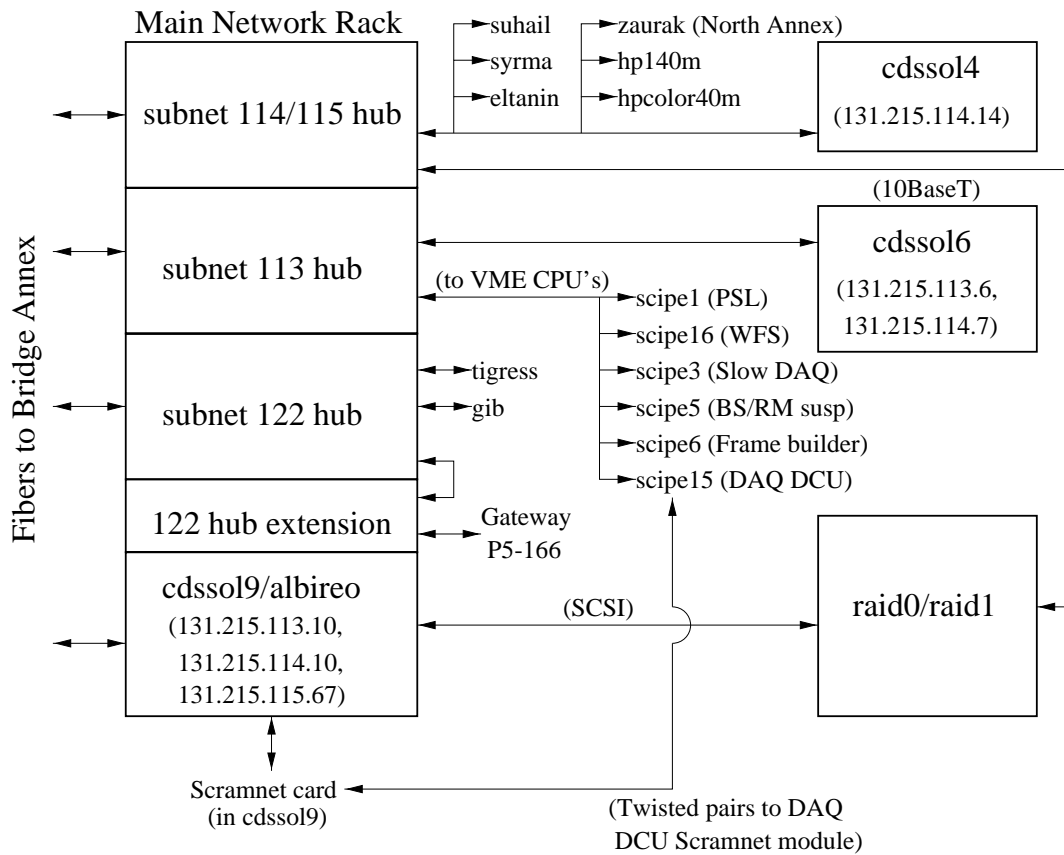 Main Network Rack
suhail
syrma
eltanin
zaurak (North Annex)
hp140m
hpcolor40m
cdssol4
(131.215.114.14)
subnet 114/115 hub
(10BaseT)
cdssol6
(131.215.113.6,
131.215.114.7)
subnet 113 hub
(to VME CPU's)
scipe1 (PSL)
scipe16 (WFS)
scipe3 (Slow DAQ)
scipe5 (BS/RM susp)
scipe6 (Frame builder)
scipe15 (DAQ DCU)
Fibers to Bridge Annex
subnet 122 hub
tigress
gib
122 hub extension
Gateway
P5-166
cdssol9/albireo
(131.215.113.10,
131.215.114.10,
131.215.115.67)
(SCSI)
raid0/raid1
Scramnet card
(in cdssol9)
(Twisted pairs to DAQ
DCU Scramnet module)